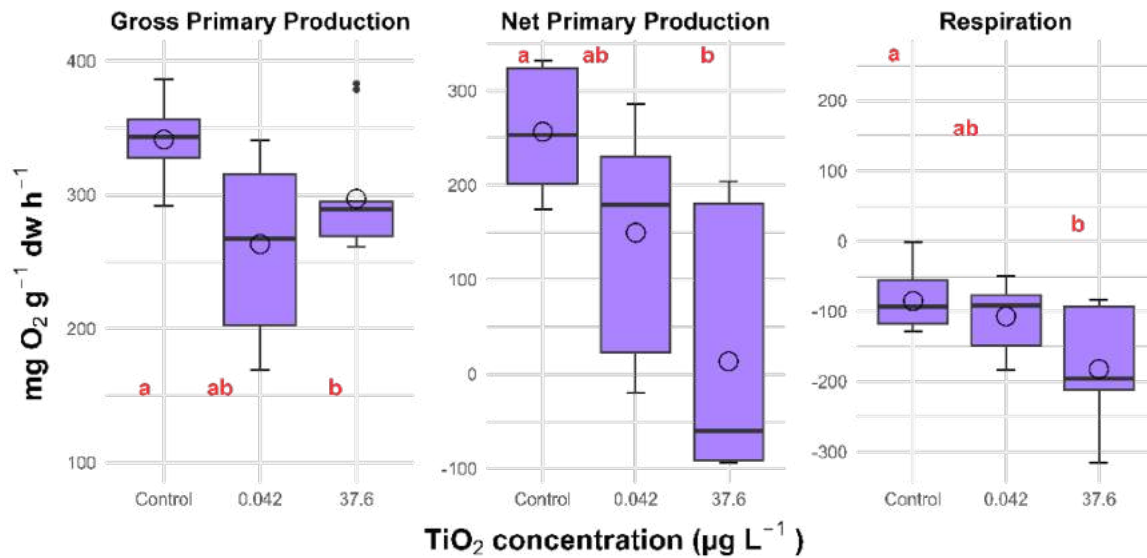 Gross Primary Production
Net Primary Production
Respiration
mg O₂ g⁻¹ dw h⁻¹
400
300
200
100
a
ab
b
Control
0.042
37.6
300
200
100
0
-100
a
ab
b
Control
0.042
37.6
200
100
0
-100
-200
-300
a
ab
b
Control
0.042
37.6
TiO₂ concentration (µg L⁻¹ )